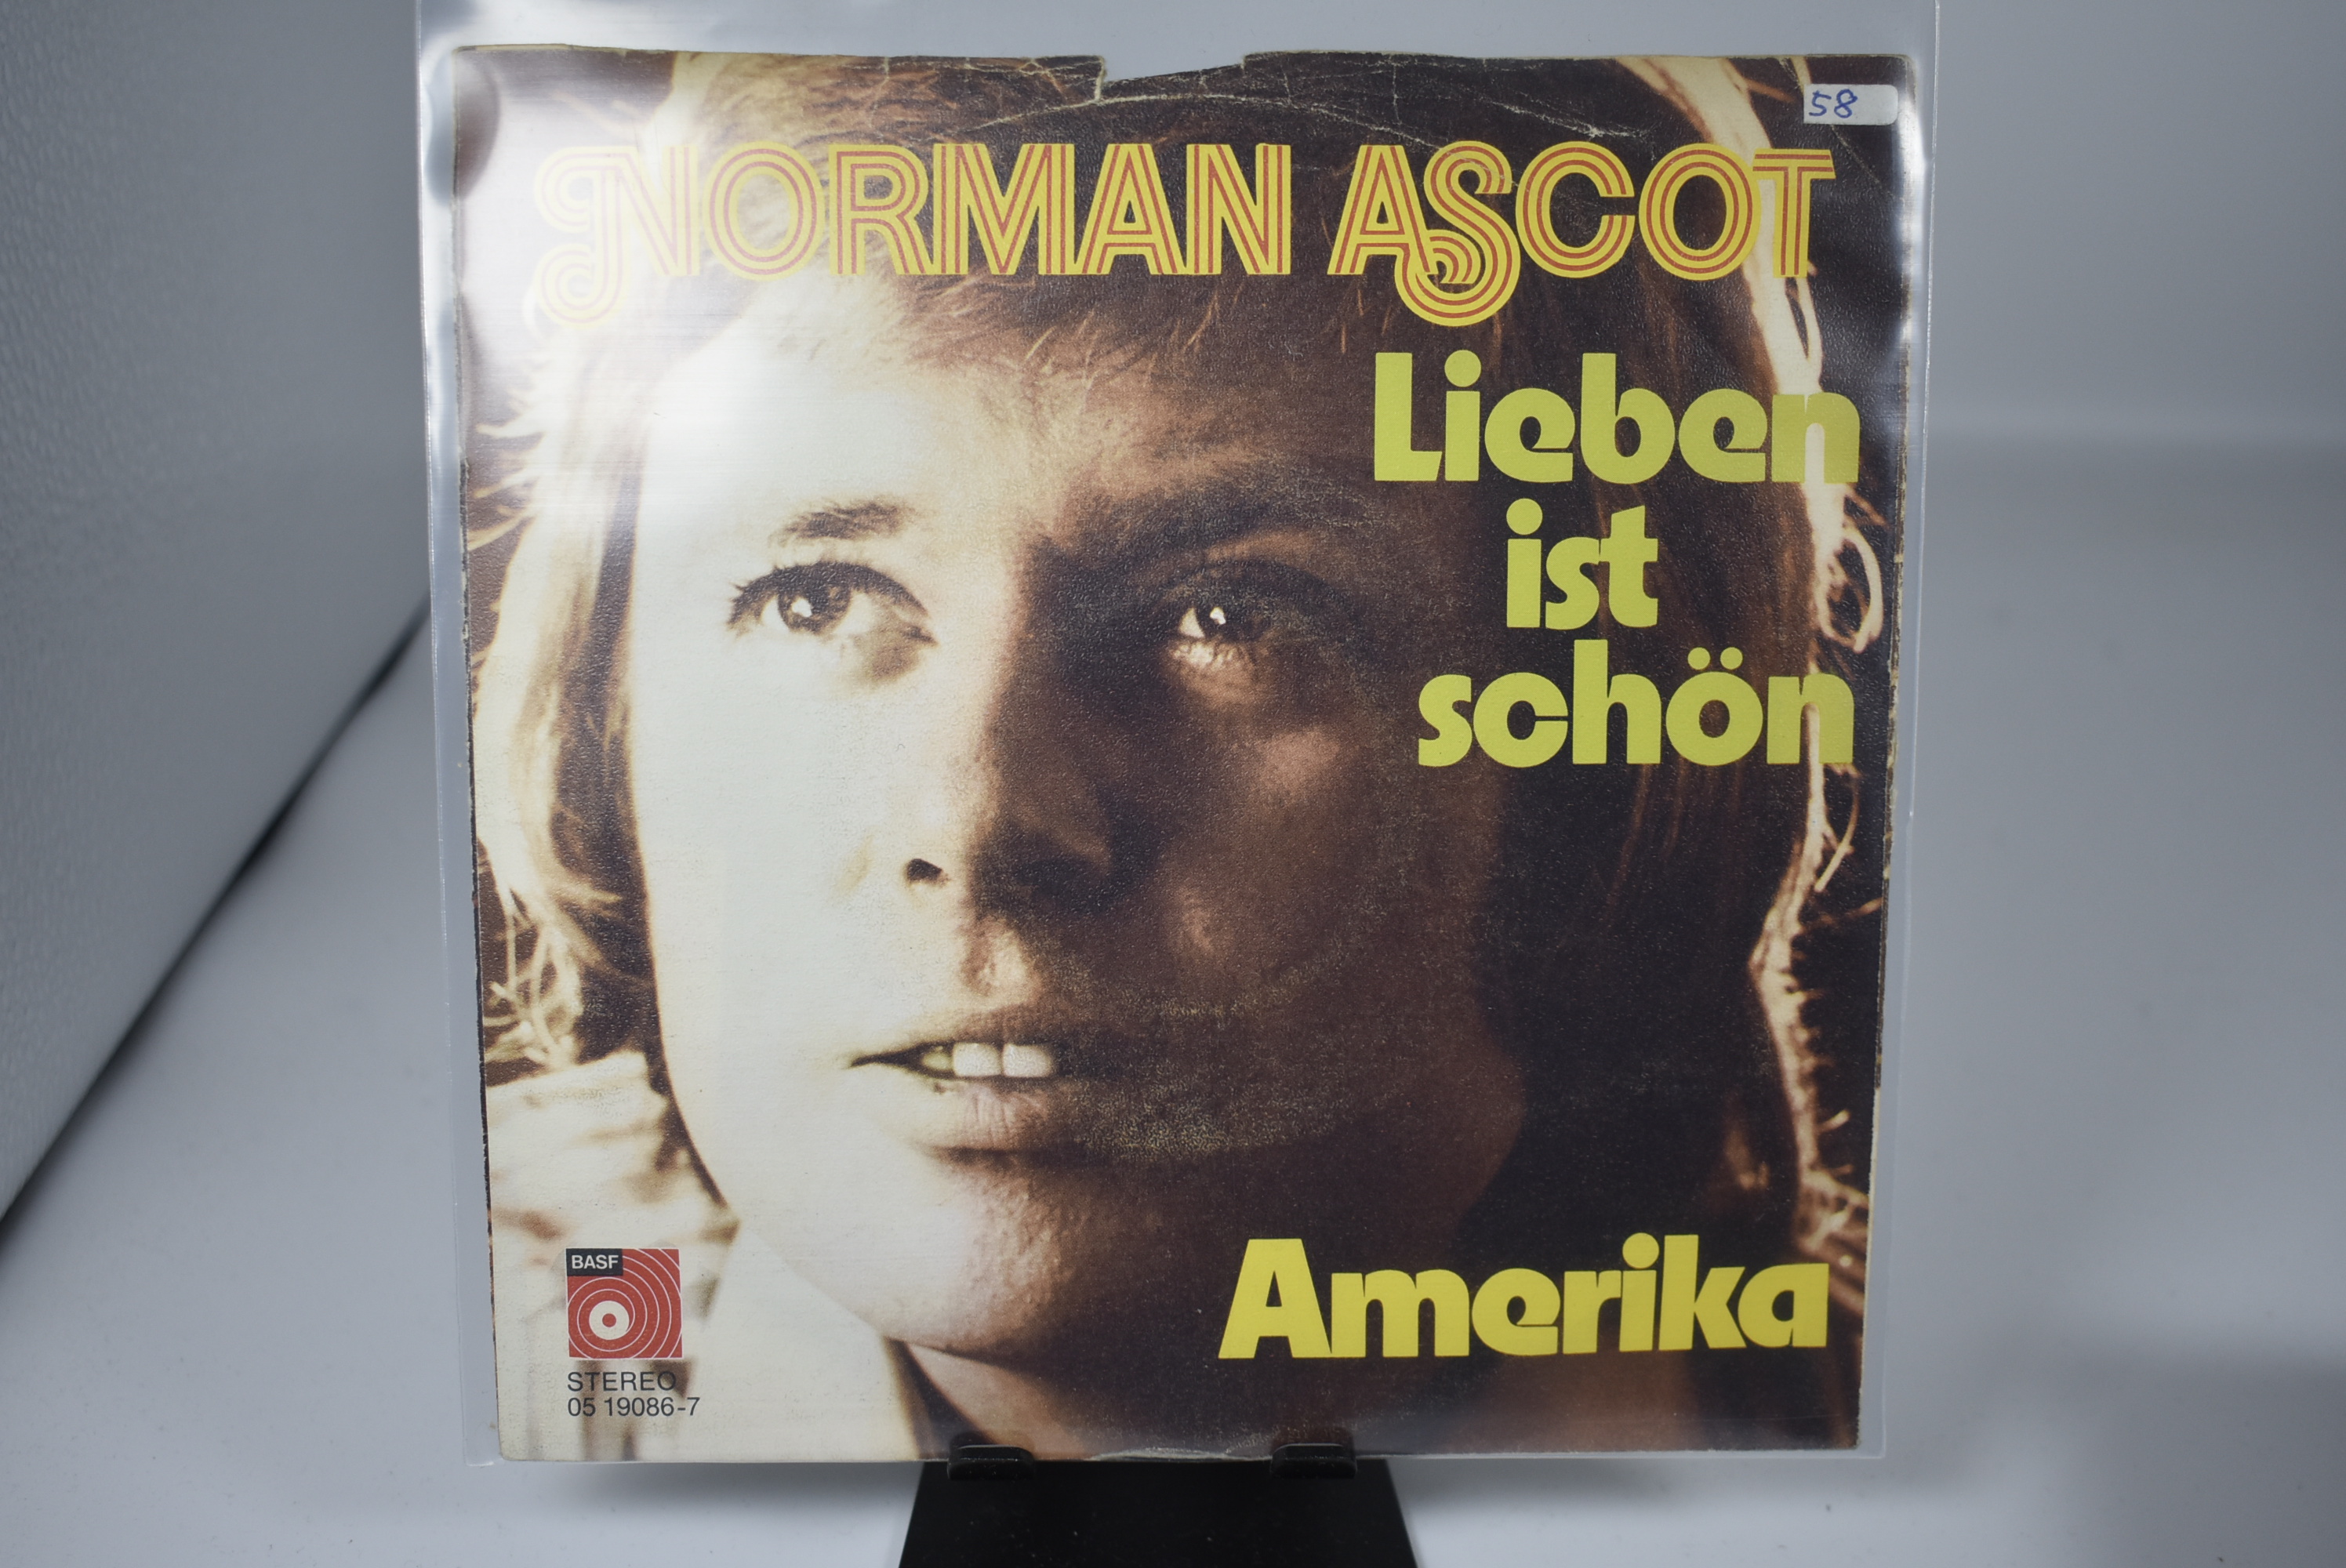 58
NORMAN ASCOT
Lieben
ist
schön
Amerika
BASF
STEREO
05 19086-7